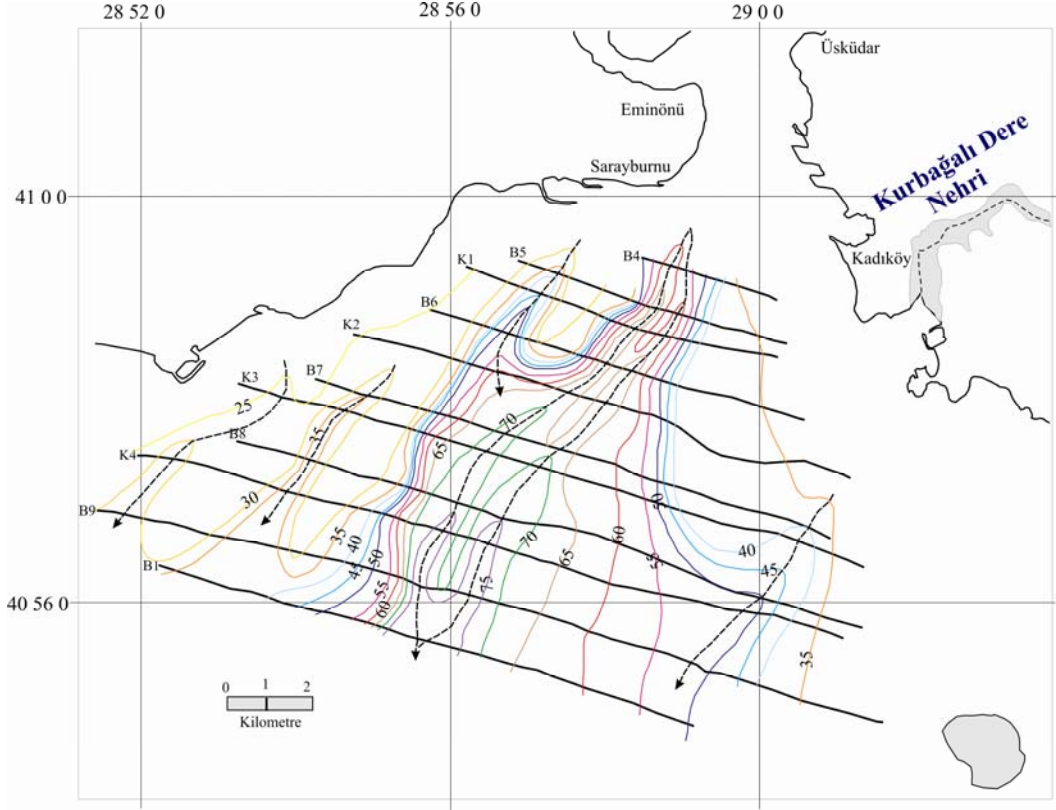 28 52 0
28 56 0
29 0 0
Üsküdar
Eminönü
Sarayburnu
41 0 0
Kurbağalı Dere
Nehri
Kadıköy
K1
B5
B4
B6
K2
K3
B7
25
35
70
65
K4
B8
30
50
B9
35
40
70
60
40
B1
45
50
65
55
45
55
75
40 56 0
60
35
0 1 2
Kilometre